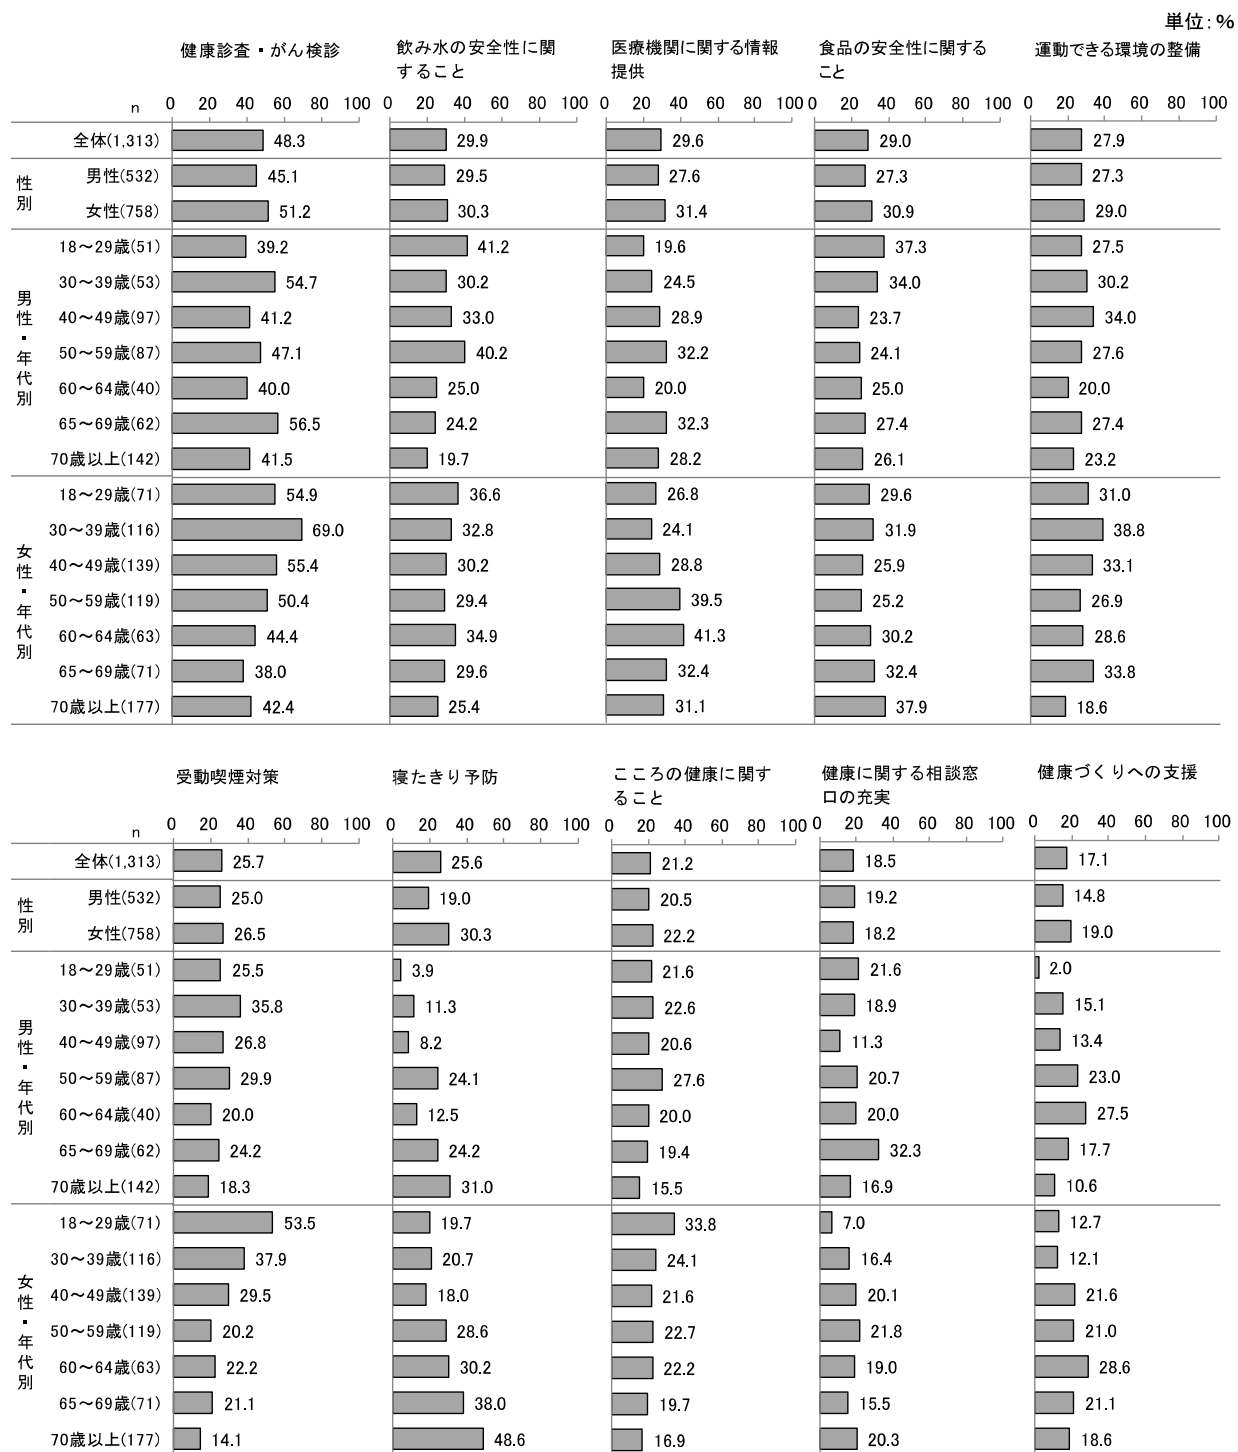 単位：%
健康診査・がん検診
飲み水の安全性に関
すること
医療機関に関する情報
提供
食品の安全性に関する
こと
運動できる環境の整備
n 0 20 40 60 80 100 0 20 40 60 80 100 0 20 40 60 80 100 0 20 40 60 80 100 0 20 40 60 80 100
全体(1,313) 48.3 29.9 29.6 29.0 27.9
性別
男性(532) 45.1 29.5 27.6 27.3 27.3
女性(758) 51.2 30.3 31.4 30.9 29.0
男性・年代別
18～29歳(51) 39.2 41.2 19.6 37.3 27.5
30～39歳(53) 54.7 30.2 24.5 34.0 30.2
40～49歳(97) 41.2 33.0 28.9 23.7 34.0
50～59歳(87) 47.1 40.2 32.2 24.1 27.6
60～64歳(40) 40.0 25.0 20.0 25.0 20.0
65～69歳(62) 56.5 24.2 32.3 27.4 27.4
70歳以上(142) 41.5 19.7 28.2 26.1 23.2
女性・年代別
18～29歳(71) 54.9 36.6 26.8 29.6 31.0
30～39歳(116) 69.0 32.8 24.1 31.9 38.8
40～49歳(139) 55.4 30.2 28.8 25.9 33.1
50～59歳(119) 50.4 29.4 39.5 25.2 26.9
60～64歳(63) 44.4 34.9 41.3 30.2 28.6
65～69歳(71) 38.0 29.6 32.4 32.4 33.8
70歳以上(177) 42.4 25.4 31.1 37.9 18.6
受動喫煙対策
寝たきり予防
こころの健康に関す
ること
健康に関する相談窓
口の充実
健康づくりへの支援
n 0 20 40 60 80 100 0 20 40 60 80 100 0 20 40 60 80 100 0 20 40 60 80 100 0 20 40 60 80 100
全体(1,313) 25.7 25.6 21.2 18.5 17.1
性別
男性(532) 25.0 19.0 20.5 19.2 14.8
女性(758) 26.5 30.3 22.2 18.2 19.0
男性・年代別
18～29歳(51) 25.5 3.9 21.6 21.6 2.0
30～39歳(53) 35.8 11.3 22.6 18.9 15.1
40～49歳(97) 26.8 8.2 20.6 11.3 13.4
50～59歳(87) 29.9 24.1 27.6 20.7 23.0
60～64歳(40) 20.0 12.5 20.0 20.0 27.5
65～69歳(62) 24.2 24.2 19.4 32.3 17.7
70歳以上(142) 18.3 31.0 15.5 16.9 10.6
女性・年代別
18～29歳(71) 53.5 19.7 33.8 7.0 12.7
30～39歳(116) 37.9 20.7 24.1 16.4 12.1
40～49歳(139) 29.5 18.0 21.6 20.1 21.6
50～59歳(119) 20.2 28.6 22.7 21.8 21.0
60～64歳(63) 22.2 30.2 22.2 19.0 28.6
65～69歳(71) 21.1 38.0 19.7 15.5 21.1
70歳以上(177) 14.1 48.6 16.9 20.3 18.6